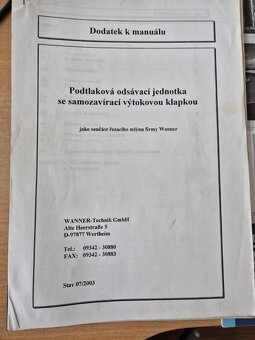 Dodatek k manuálu
Podtlaková odsávací jednotka
se samozavírací výtokovou klapkou
jako součást řezacího mlýnu firmy Wanner
WANNER-Technik GmbH
Alte Heerstraße 5
D-97877 Wertheim
Tel.: 09342 - 30880
FAX: 09342 - 30883
Stav 07/2003